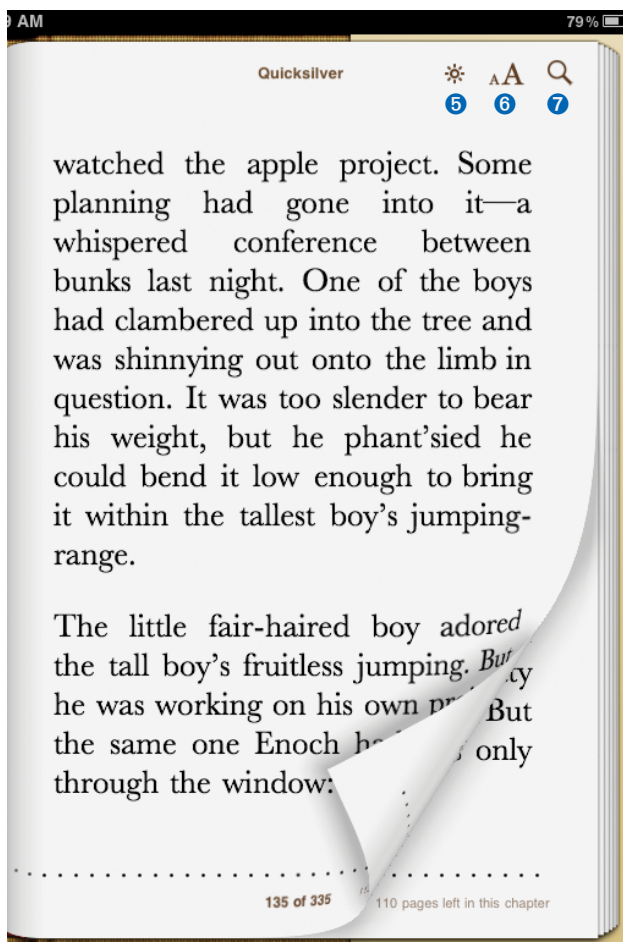 9 AM 79%
Quicksilver AA
5 6 7
watched the apple project. Some
planning had gone into it—a
whispered conference between
bunks last night. One of the boys
had clambered up into the tree and
was shinnying out onto the limb in
question. It was too slender to bear
his weight, but he phant’sied he
could bend it low enough to bring
it within the tallest boy’s jumping-
range.
The little fair-haired boy adored
the tall boy’s fruitless jumping. But
he was working on his own But
the same one Enoch only
through the window:
135 of 335 110 pages left in this chapter